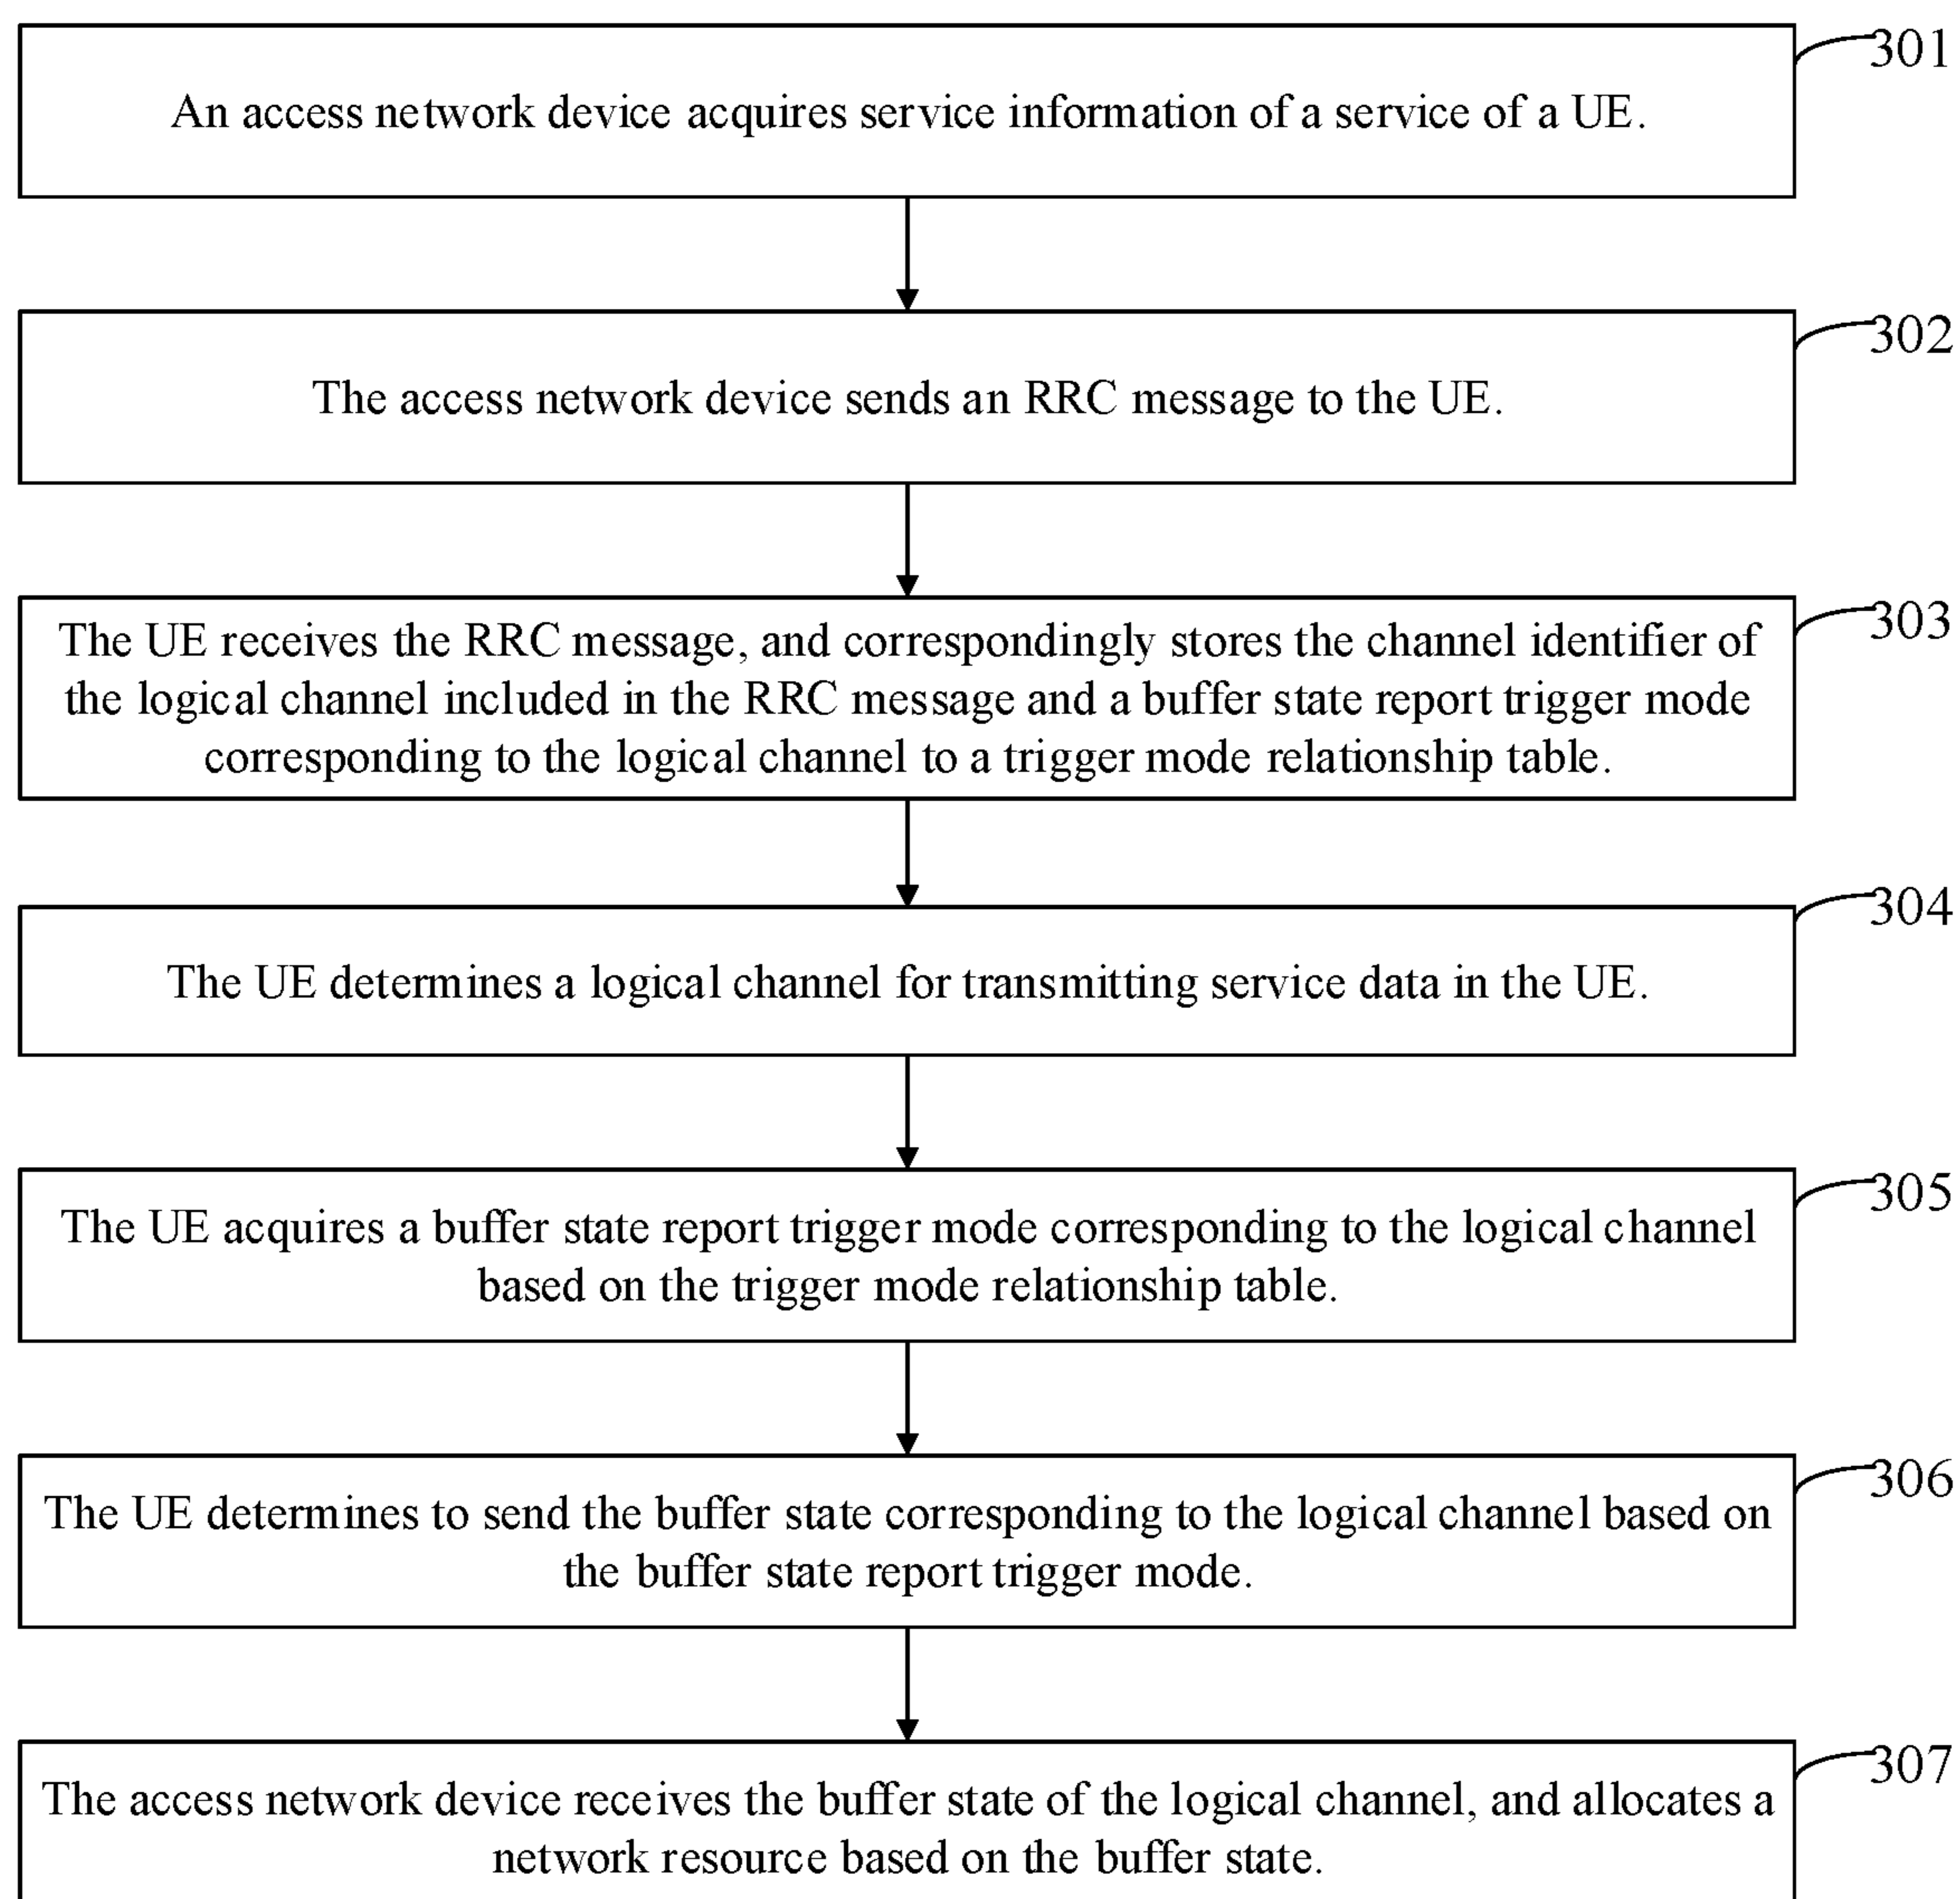 301
An access network device acquires service information of a service of a UE.
302
The access network device sends an RRC message to the UE.
303
The UE receives the RRC message, and correspondingly stores the channel identifier of
the logical channel included in the RRC message and a buffer state report trigger mode
corresponding to the logical channel to a trigger mode relationship table.
304
The UE determines a logical channel for transmitting service data in the UE.
305
The UE acquires a buffer state report trigger mode corresponding to the logical channel
based on the trigger mode relationship table.
306
The UE determines to send the buffer state corresponding to the logical channel based on
the buffer state report trigger mode.
307
The access network device receives the buffer state of the logical channel, and allocates a
network resource based on the buffer state.